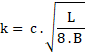 k = c . √(L / 8.B)